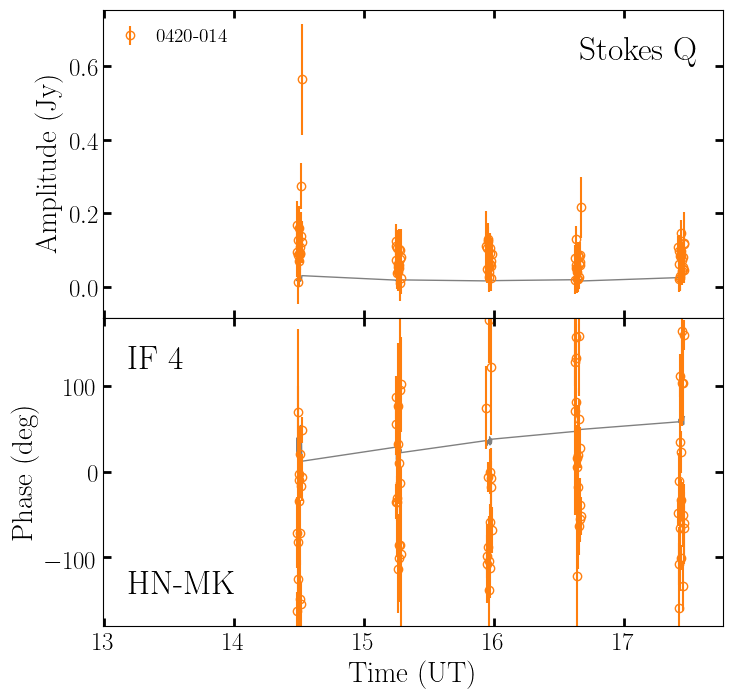 0420-014
Stokes Q
Amplitude (Jy)
0.6
0.4
0.2
0.0
IF 4
Phase (deg)
100
0
−100
HN-MK
13 14 15 16 17
Time (UT)